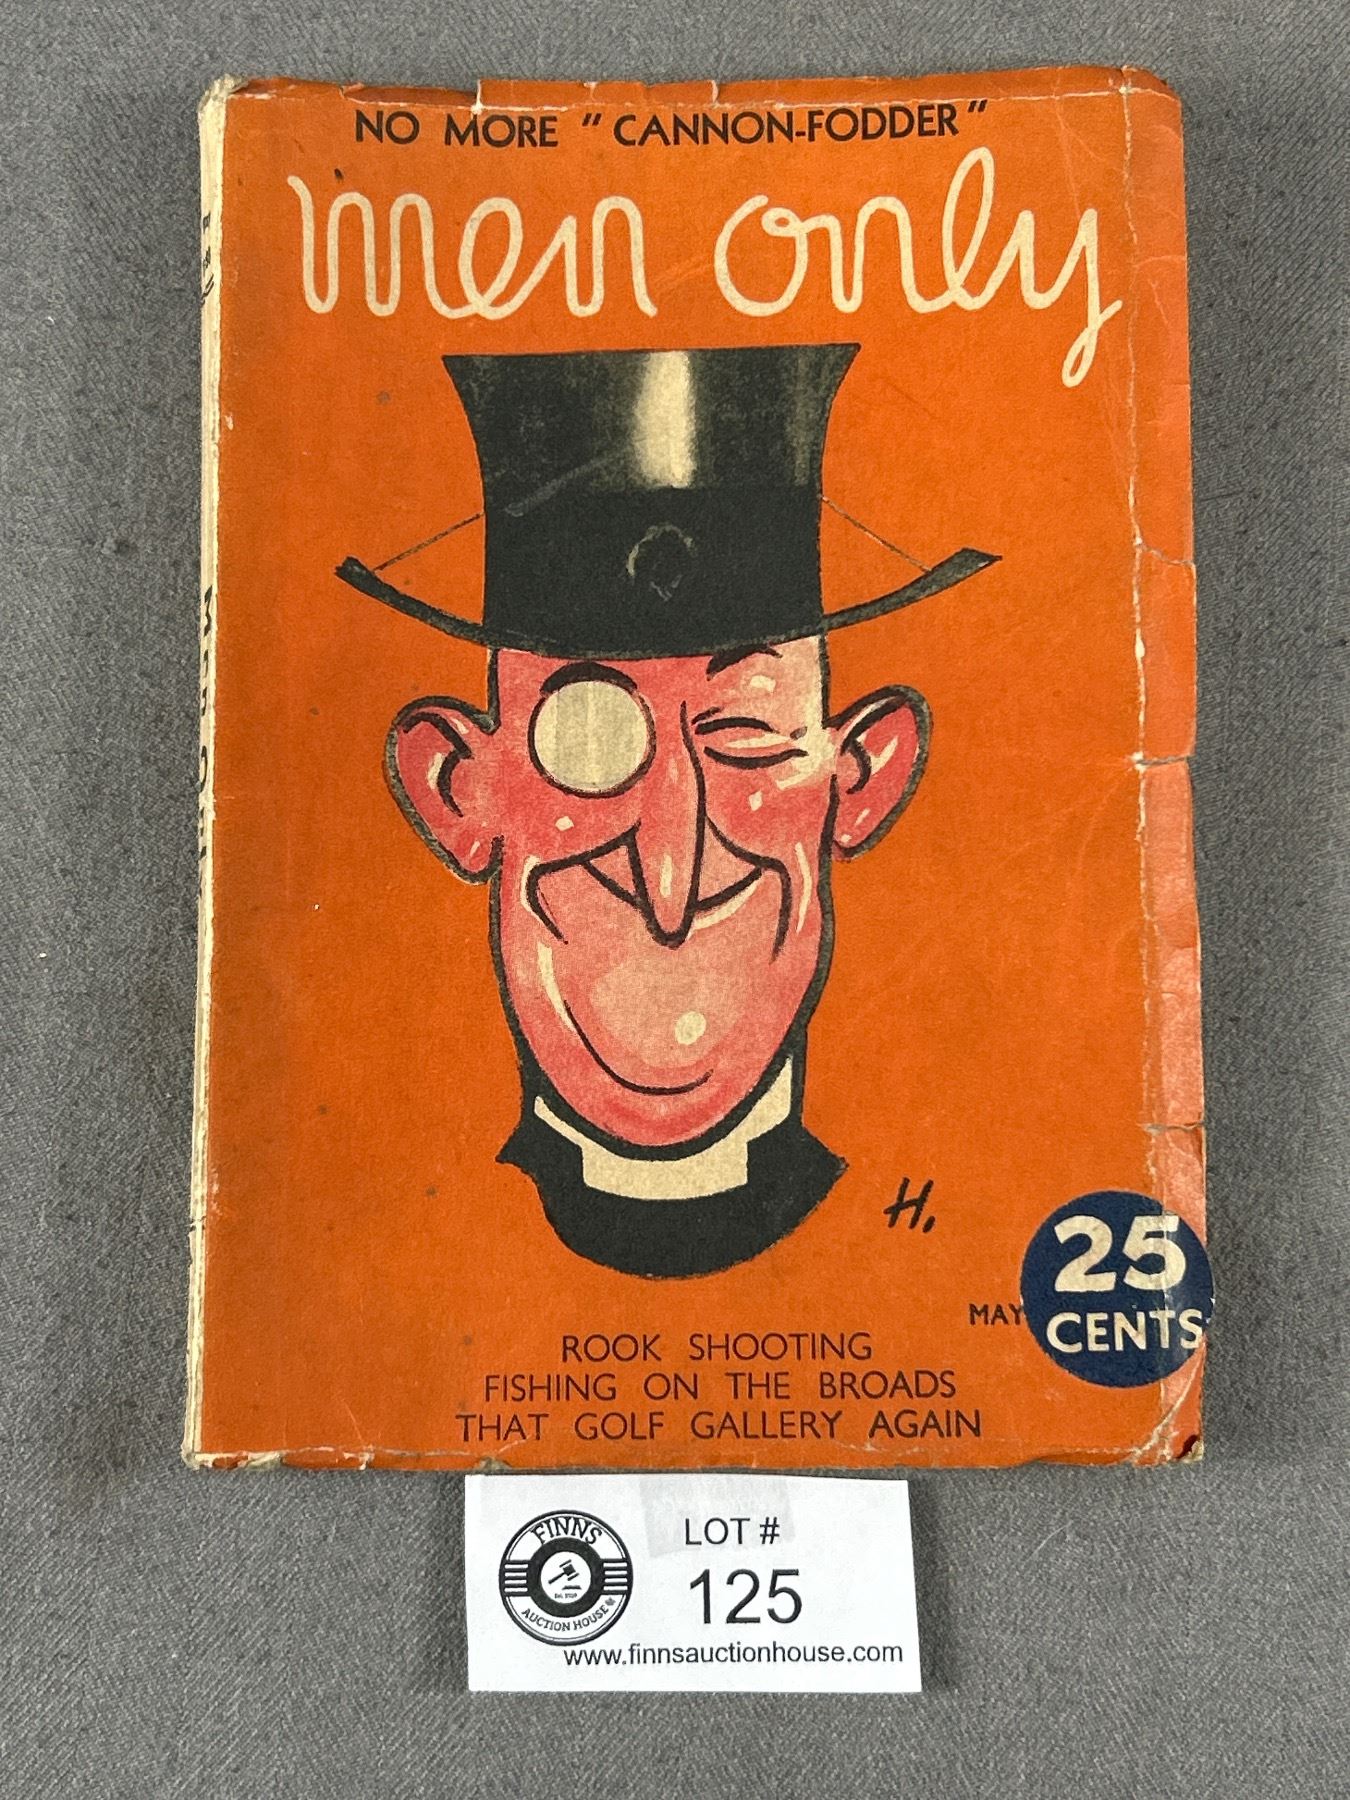 NO MORE "CANNON-FODDER"
men only
H.
25
CENTS
MAY
ROOK SHOOTING
FISHING ON THE BROADS
THAT GOLF GALLERY AGAIN
FINNS
AUCTION HOUSE
LOT #
125
www.finnsauctionhouse.com